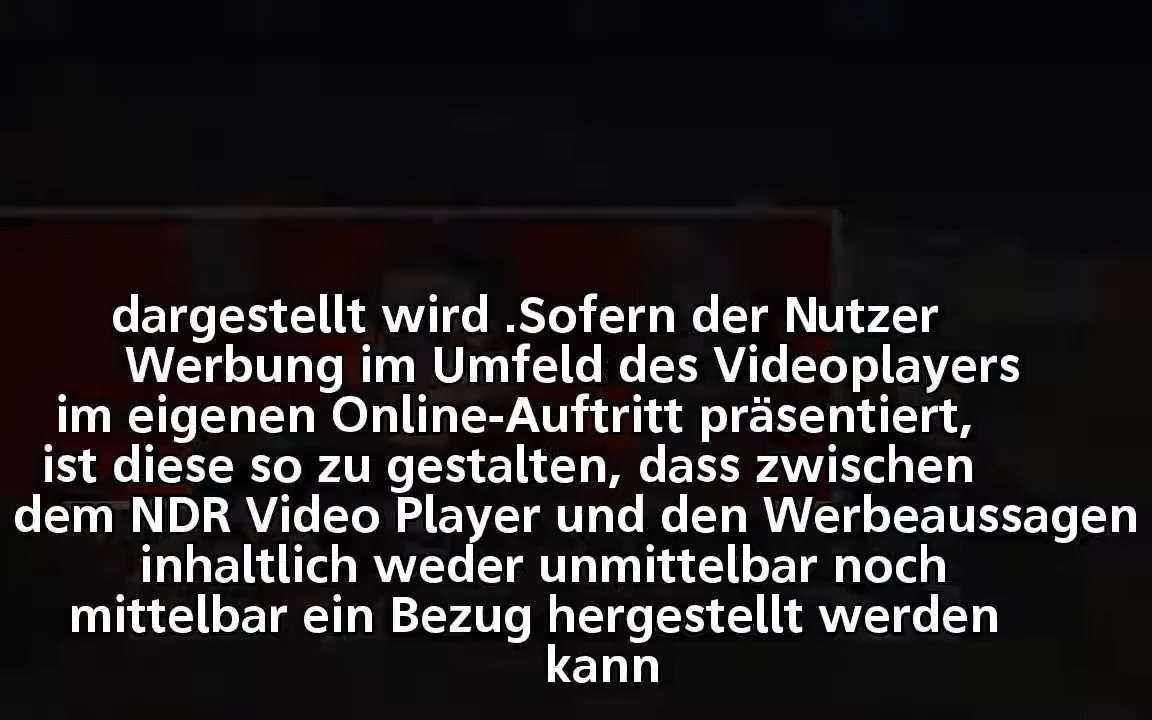 dargestellt wird .Sofern der Nutzer
Werbung im Umfeld des Videoplayers
im eigenen Online-Auftritt präsentiert,
ist diese so zu gestalten, dass zwischen
dem NDR Video Player und den Werbeaussagen
inhaltlich weder unmittelbar noch
mittelbar ein Bezug hergestellt werden
kann